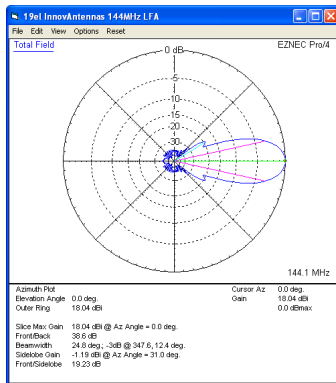 19el InnovAntennas 144MHz LFA
File Edit View Options Reset
Total Field
0 dB
EZNEC Pro/4
-5
-10
-15
-20
-30
144.1 MHz
Azimuth Plot
Elevation Angle 0.0 deg.
Outer Ring 18.04 dBi
Cursor Az 0.0 deg.
Gain 18.04 dBi
0.0 dBmax
Slice Max Gain 18.04 dBi @ Az Angle = 0.0 deg.
Front/Back 38.6 dB
Beamwidth 24.8 deg.; -3dB @ 347.6, 12.4 deg.
Sidelobe Gain -1.19 dBi @ Az Angle = 31.0 deg.
Front/Sidelobe 19.23 dB